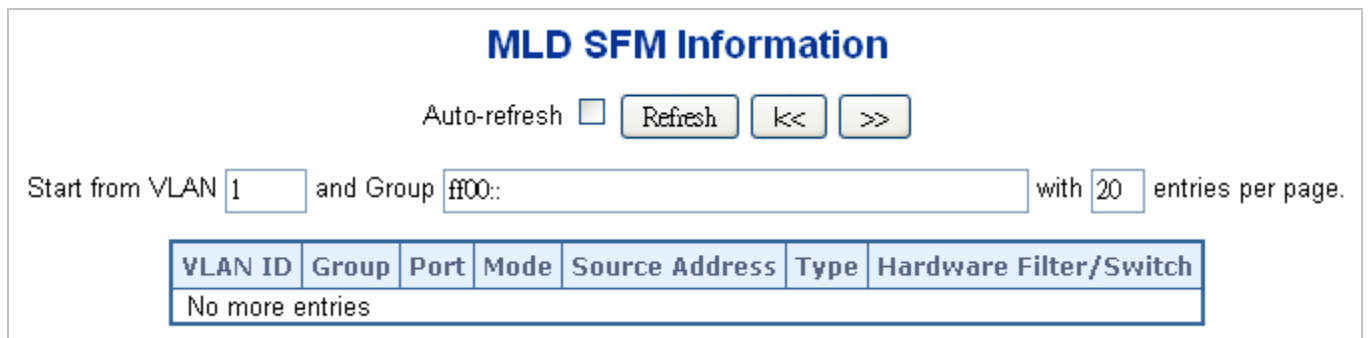 MLD SFM Information
Auto-refresh Refresh |<< >>
Start from VLAN 1 and Group ff00:: with 20 entries per page.
VLAN ID Group Port Mode Source Address Type Hardware Filter/Switch
No more entries